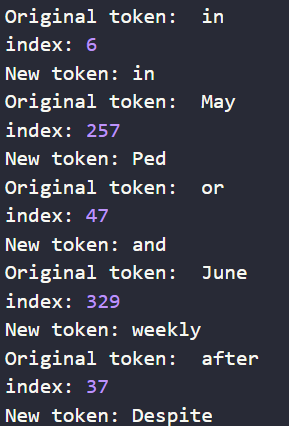 Original token:  in
index: 6
New token: in
Original token:  May
index: 257
New token: Ped
Original token:  or
index: 47
New token: and
Original token:  June
index: 329
New token: weekly
Original token:  after
index: 37
New token: Despite